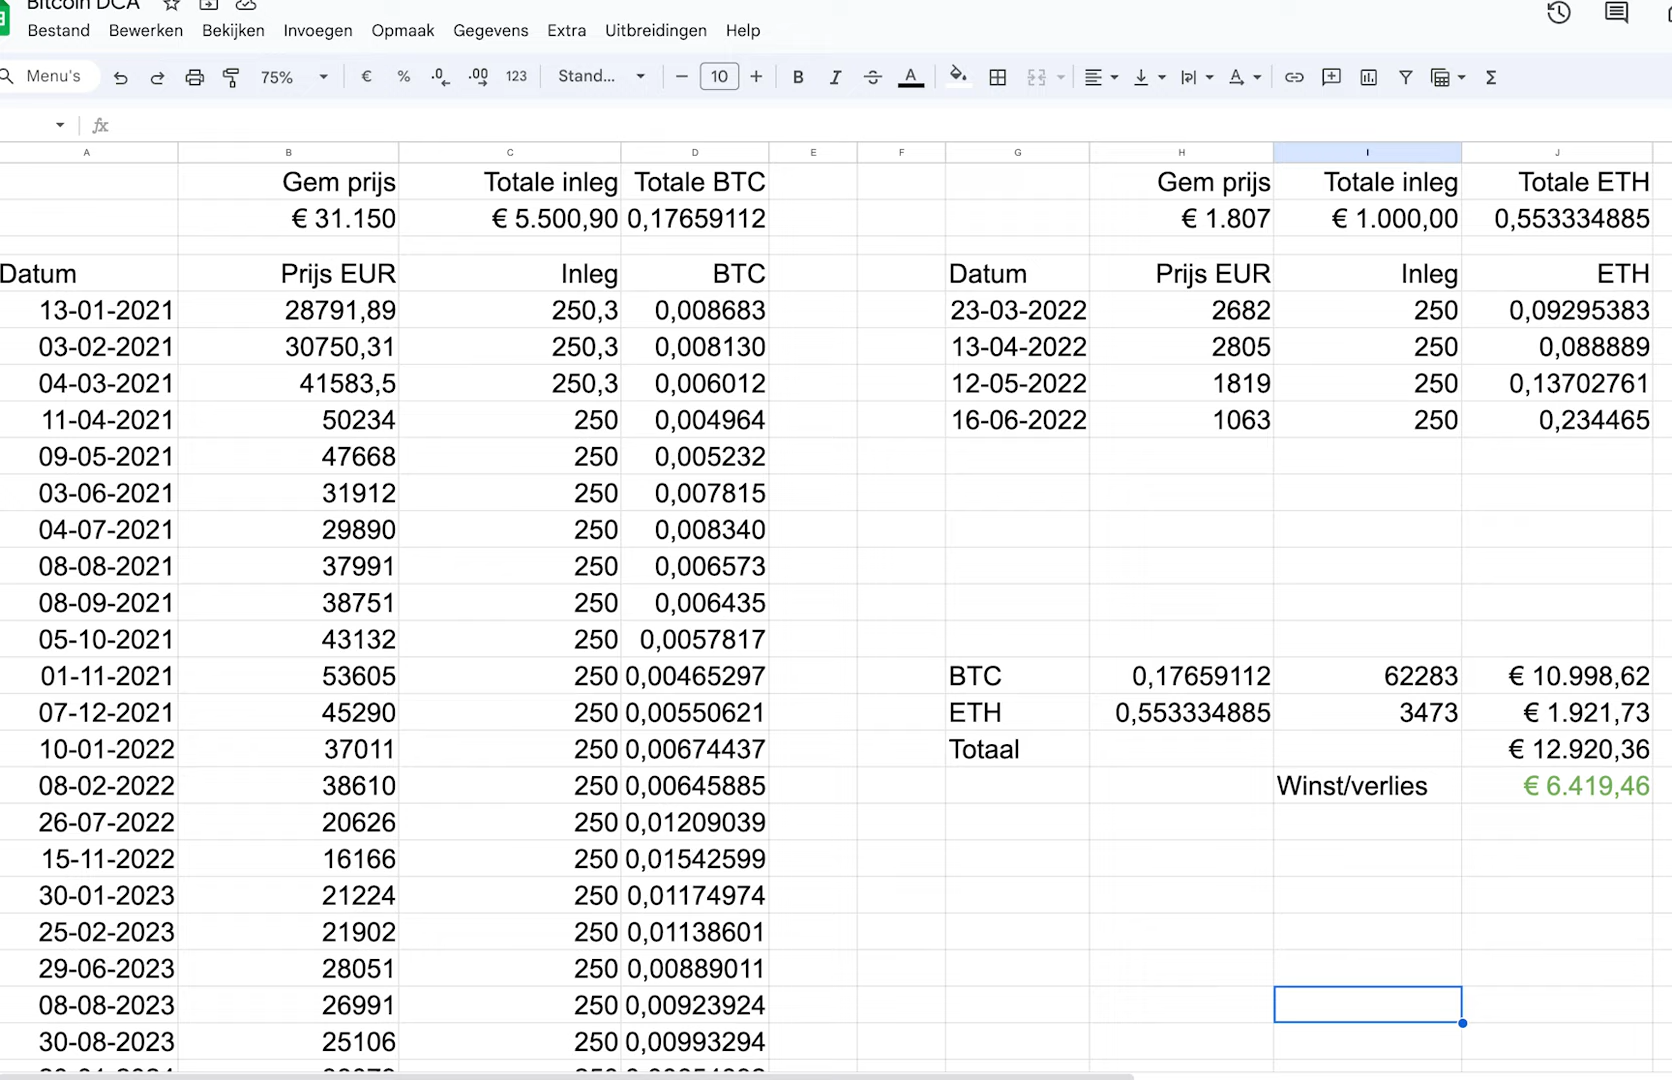 Bitcoin DCA
Bestand Bewerken Bekijken Invoegen Opmaak Gegevens Extra Uitbreidingen Help
Menu's 75% € % .0 .00 123 Stand... 10 B I A
fx
A B C D E F G H I J
Gem prijs Totale inleg Totale BTC Gem prijs Totale inleg Totale ETH
€ 31.150 € 5.500,90 0,17659112 € 1.807 € 1.000,00 0,553334885
Datum Prijs EUR Inleg BTC Datum Prijs EUR Inleg ETH
13-01-2021 28791,89 250,3 0,008683 23-03-2022 2682 250 0,09295383
03-02-2021 30750,31 250,3 0,008130 13-04-2022 2805 250 0,088889
04-03-2021 41583,5 250,3 0,006012 12-05-2022 1819 250 0,13702761
11-04-2021 50234 250 0,004964 16-06-2022 1063 250 0,234465
09-05-2021 47668 250 0,005232
03-06-2021 31912 250 0,007815
04-07-2021 29890 250 0,008340
08-08-2021 37991 250 0,006573
08-09-2021 38751 250 0,006435
05-10-2021 43132 250 0,0057817
01-11-2021 53605 250 0,00465297 BTC 0,17659112 62283 € 10.998,62
07-12-2021 45290 250 0,00550621 ETH 0,553334885 3473 € 1.921,73
10-01-2022 37011 250 0,00674437 Totaal € 12.920,36
08-02-2022 38610 250 0,00645885 Winst/verlies € 6.419,46
26-07-2022 20626 250 0,01209039
15-11-2022 16166 250 0,01542599
30-01-2023 21224 250 0,01174974
25-02-2023 21902 250 0,01138601
29-06-2023 28051 250 0,00889011
08-08-2023 26991 250 0,00923924
30-08-2023 25106 250 0,00993294